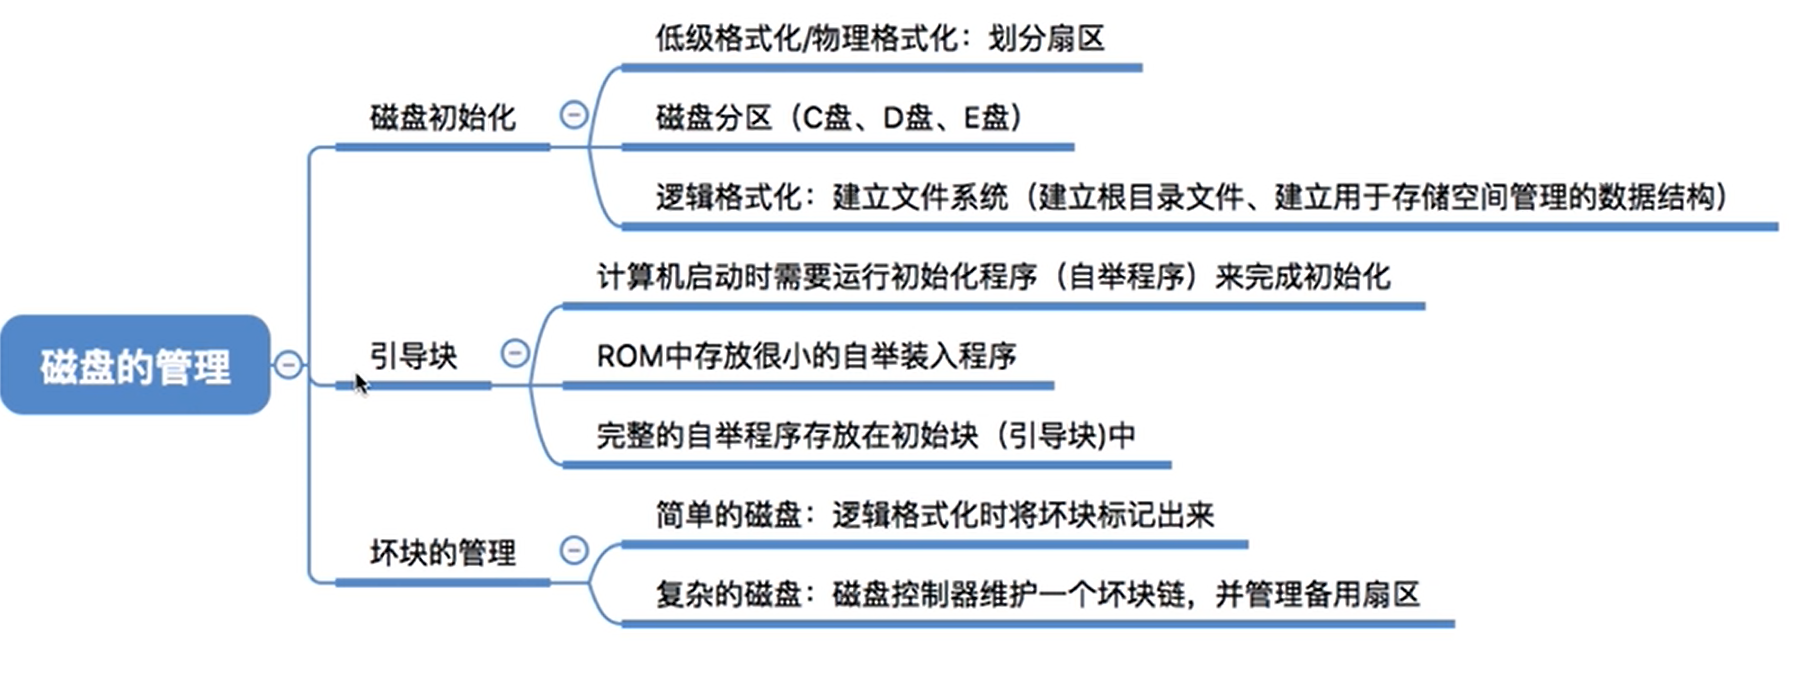 低级格式化/物理格式化：划分扇区
磁盘初始化
磁盘分区（C盘、D盘、E盘）
逻辑格式化：建立文件系统（建立根目录文件、建立用于存储空间管理的数据结构）
磁盘的管理
计算机启动时需要运行初始化程序（自举程序）来完成初始化
引导块
ROM中存放很小的自举装入程序
完整的自举程序存放在初始块（引导块)中
坏块的管理
简单的磁盘：逻辑格式化时将坏块标记出来
复杂的磁盘：磁盘控制器维护一个坏块链，并管理备用扇区